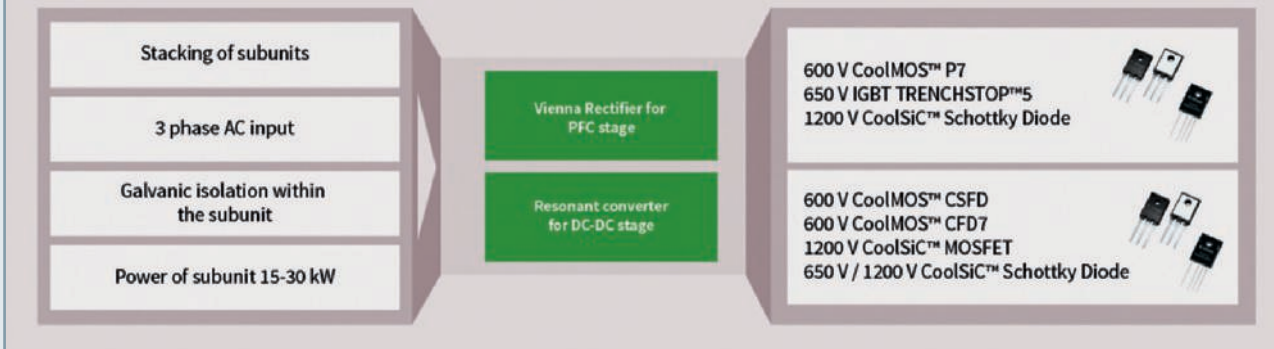 Stacking of subunits
3 phase AC input
Galvanic isolation within
the subunit
Power of subunit 15-30 kW
Vienna Rectifier for
PFC stage
Resonant converter
for DC-DC stage
600 V CoolMOS™ P7
650 V IGBT TRENCHSTOP™5
1200 V CoolSiC™ Schottky Diode
600 V CoolMOS™ CSFD
600 V CoolMOS™ CFD7
1200 V CoolSiC™ MOSFET
650 V / 1200 V CoolSiC™ Schottky Diode